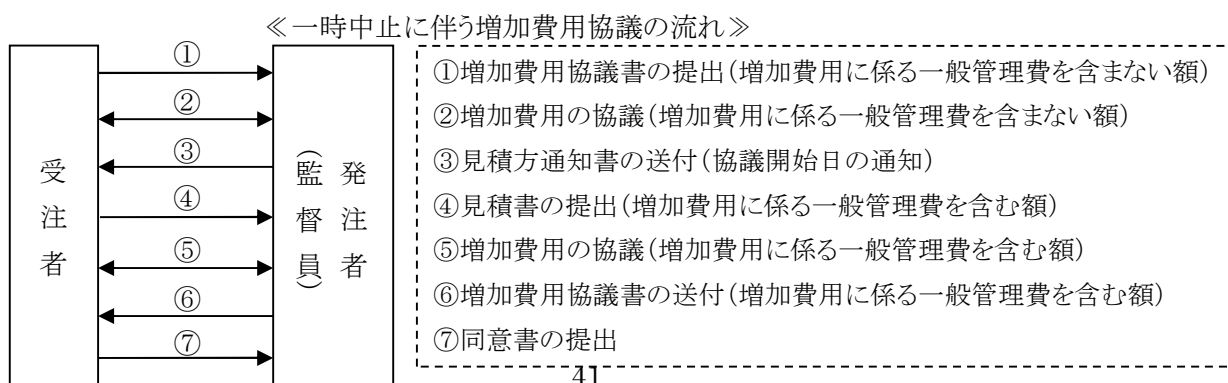 ≪一時中止に伴う増加費用協議の流れ≫
受注者
発注者
(監督員)
①
②
③
④
⑤
⑥
⑦
①増加費用協議書の提出(増加費用に係る一般管理費を含まない額)
②増加費用の協議(増加費用に係る一般管理費を含まない額)
③見積方通知書の送付(協議開始日の通知)
④見積書の提出(増加費用に係る一般管理費を含む額)
⑤増加費用の協議(増加費用に係る一般管理費を含む額)
⑥増加費用協議書の送付(増加費用に係る一般管理費を含む額)
⑦同意書の提出
41